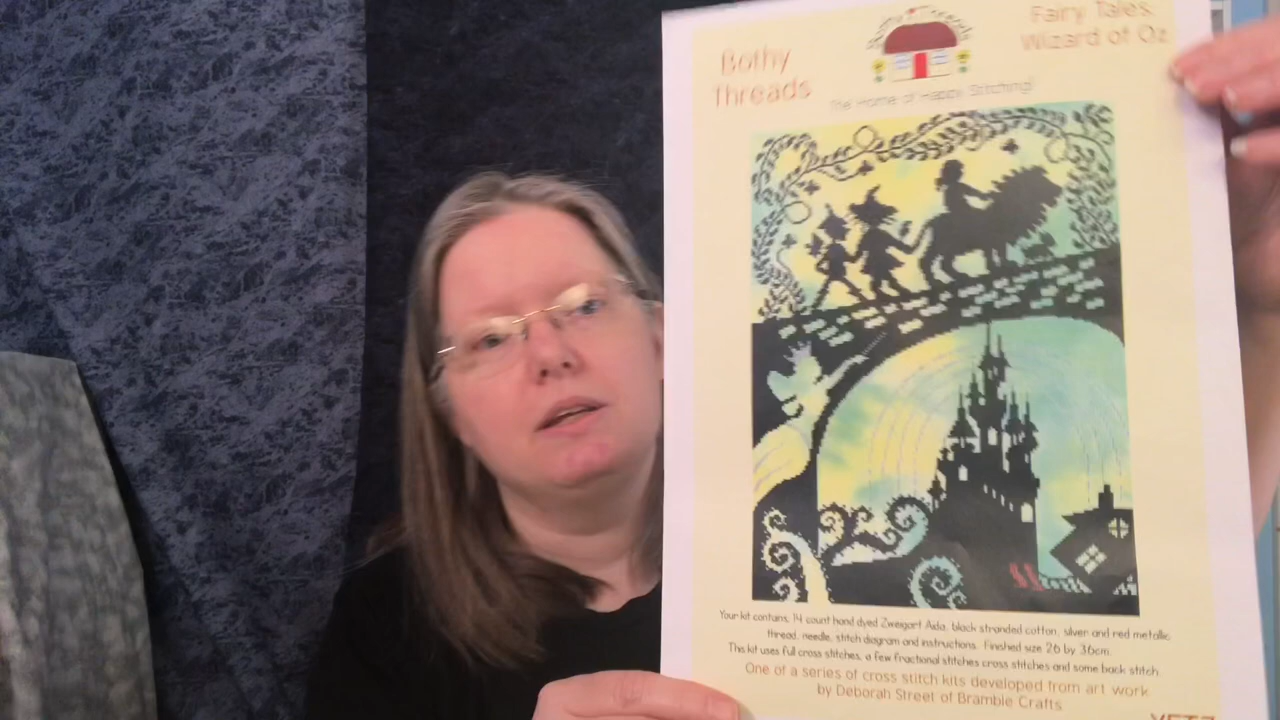 Bothy
Threads
Bothy Threads
Fairy Tales:
Wizard of Oz
The Home of Happy Stitching!
Your kit contains, 14 count hand dyed Zweigart Aida, black stranded cotton, silver and red metallic
thread, needle, stitch diagram and instructions. Finished size 26 by 36cm.
This kit uses full cross stitches, a few fractional stitches cross stitches and some back stitch.
One of a series of cross stitch kits developed from art work
by Deborah Street of Bramble Crafts